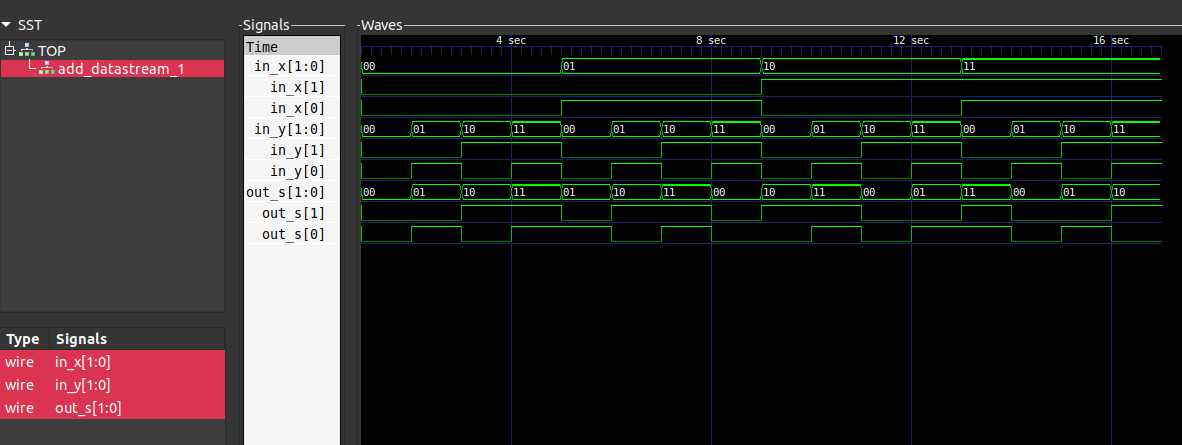 SST
TOP
add_datastream_1
Type Signals
wire in_x[1:0]
wire in_y[1:0]
wire out_s[1:0]
Signals
Time
in_x[1:0]
in_x[1]
in_x[0]
in_y[1:0]
in_y[1]
in_y[0]
out_s[1:0]
out_s[1]
out_s[0]
Waves
4 sec 8 sec 12 sec 16 sec
00 01 10 11
00 01 10 11 00 01 10 11 00 01 10 11 00 01 10 11
00 01 10 11 01 10 11 00 10 11 00 01 11 00 01 10